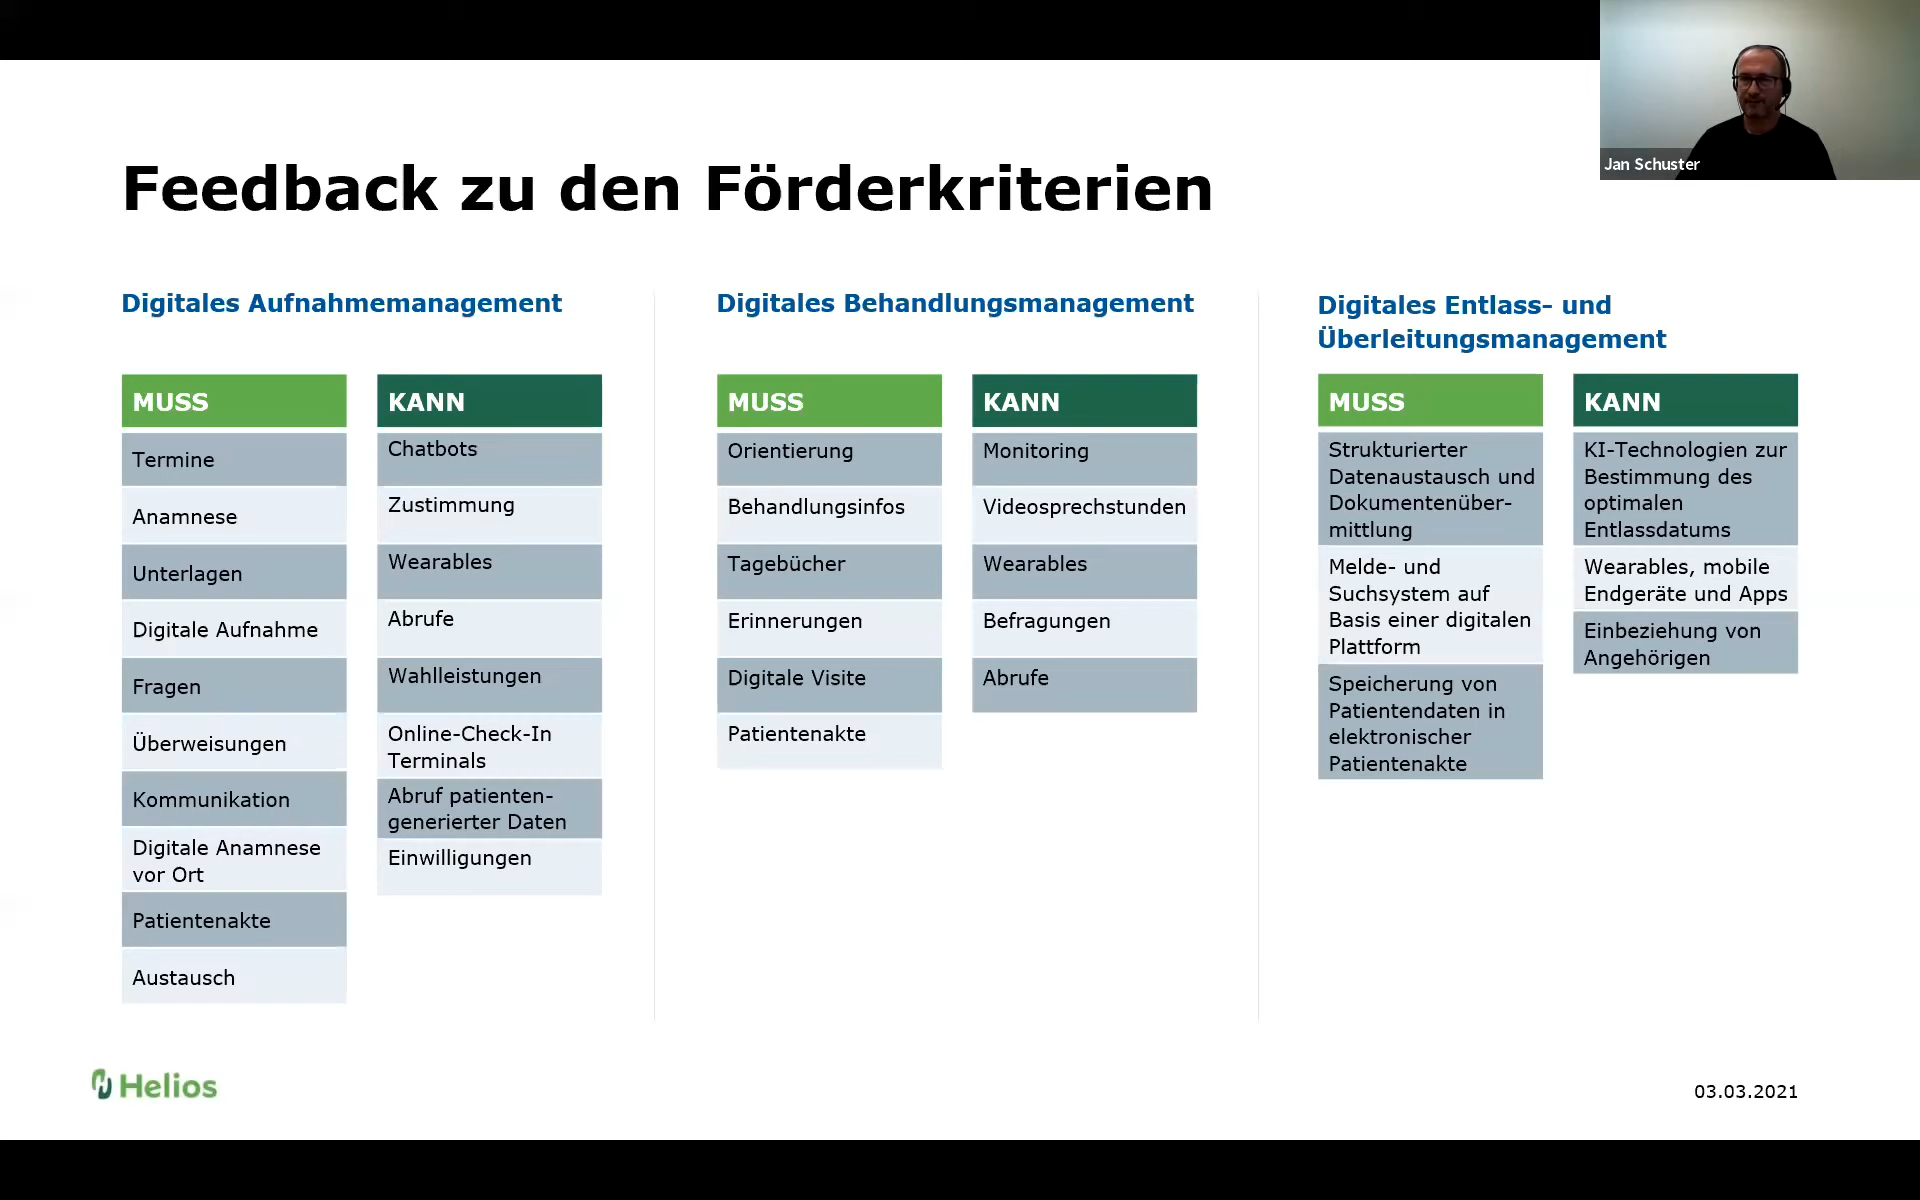 Jan Schuster
Feedback zu den Förderkriterien
Digitales Aufnahmemanagement
MUSS
Termine
Anamnese
Unterlagen
Digitale Aufnahme
Fragen
Überweisungen
Kommunikation
Digitale Anamnese
vor Ort
Patientenakte
Austausch
KANN
Chatbots
Zustimmung
Wearables
Abrufe
Wahlleistungen
Online-Check-In
Terminals
Abruf patienten-
generierter Daten
Einwilligungen
Digitales Behandlungsmanagement
MUSS
Orientierung
Behandlungsinfos
Tagebücher
Erinnerungen
Digitale Visite
Patientenakte
KANN
Monitoring
Videosprechstunden
Wearables
Befragungen
Abrufe
Digitales Entlass- und
Überleitungsmanagement
MUSS
Strukturierter
Datenaustausch und
Dokumentenüber-
mittlung
Melde- und
Suchsystem auf
Basis einer digitalen
Plattform
Speicherung von
Patientendaten in
elektronischer
Patientenakte
KANN
KI-Technologien zur
Bestimmung des
optimalen
Entlassdatums
Wearables, mobile
Endgeräte und Apps
Einbeziehung von
Angehörigen
Helios
03.03.2021